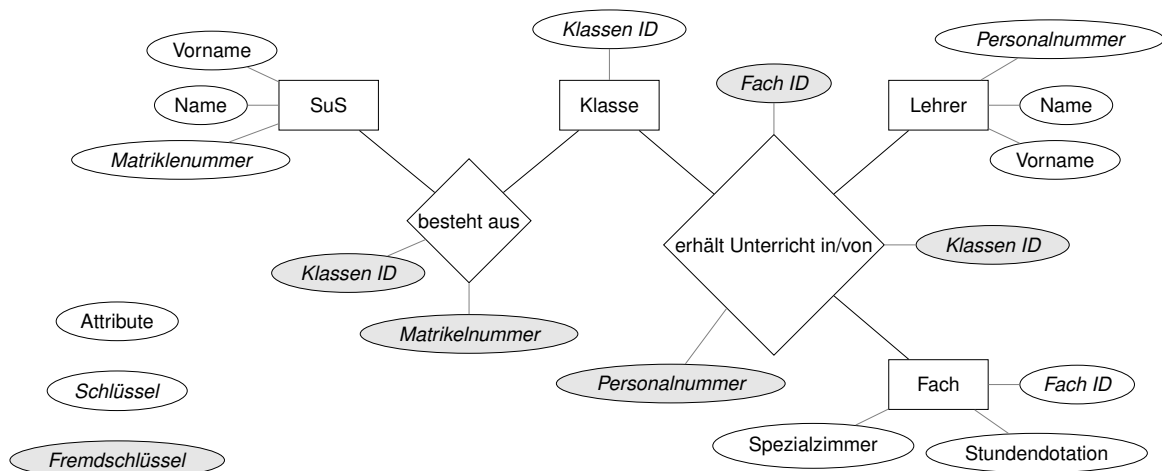 Vorname
Name
Matriklenummer
SuS
Klassen ID
Klasse
Fach ID
Personalnummer
Lehrer
Name
Vorname
besteht aus
Klassen ID
Matrikelnummer
erhält Unterricht in/von
Klassen ID
Personalnummer
Fach
Fach ID
Spezialzimmer
Stundendotation
Attribute
Schlüssel
Fremdschlüssel